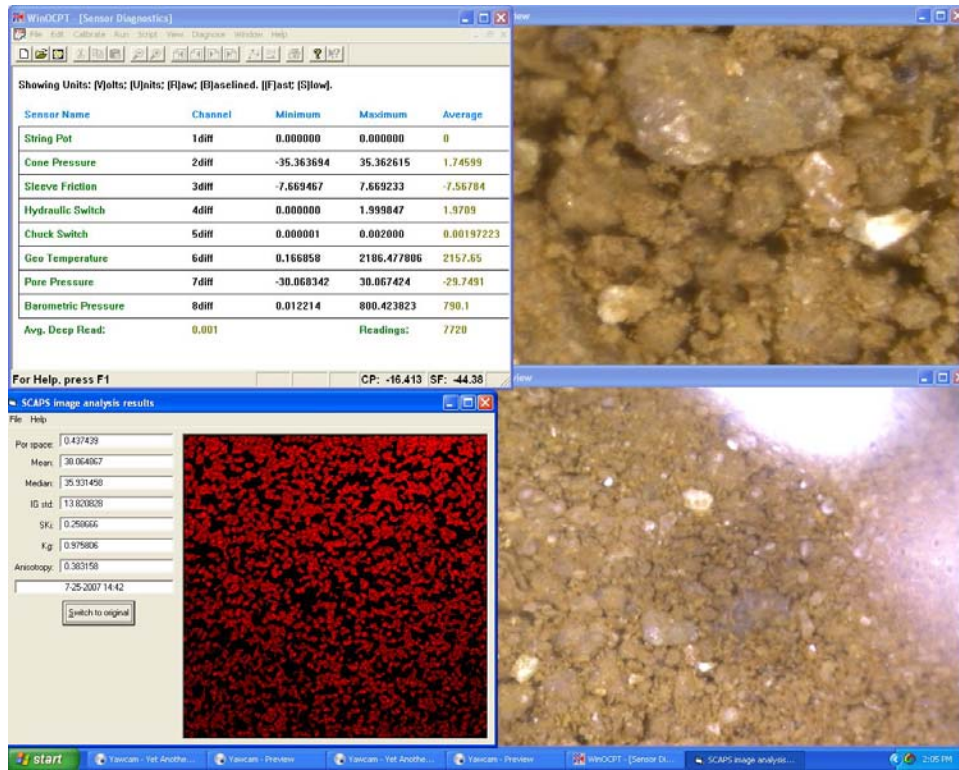 WinOCPT - [Sensor Diagnostics]
File Edit Calibrate Run Script View Diagnose Window Help
Showing Units: (V)olts; (U)nits; (R)aw; (B)aselined. [(F)ast; (S)low].
Sensor Name Channel Minimum Maximum Average
String Pot 1diff 0.000000 0.000000 0
Cone Pressure 2diff -35.363694 35.362615 1.74599
Sleeve Friction 3diff -7.669467 7.669233 -7.56784
Hydraulic Switch 4diff 0.000000 1.999847 1.9709
Chuck Switch 5diff 0.000001 0.002000 0.00197223
Geo Temperature 6diff 0.166858 2186.477806 2157.65
Pore Pressure 7diff -30.068342 30.067424 -29.7491
Barometric Pressure 8diff 0.012214 800.423823 790.1
Avg. Deep Read: 0.001 Readings: 7720
For Help, press F1 CP: -16.413 SF: -44.38
iew
iew
SCAPS image analysis results
File Help
Por space: 0.437439
Mean: 38.064867
Median: 35.931458
IG std: 13.820828
SKi: 0.258666
Kg: 0.975806
Anisotropy: 0.383158
7-25-2007 14:42
Switch to original
start Yawcam - Yet Anothe... Yawcam - Preview Yawcam - Yet Anothe... Yawcam - Preview WinOCPT - [Sensor Di... SCAPS image analysis... 2:05 PM